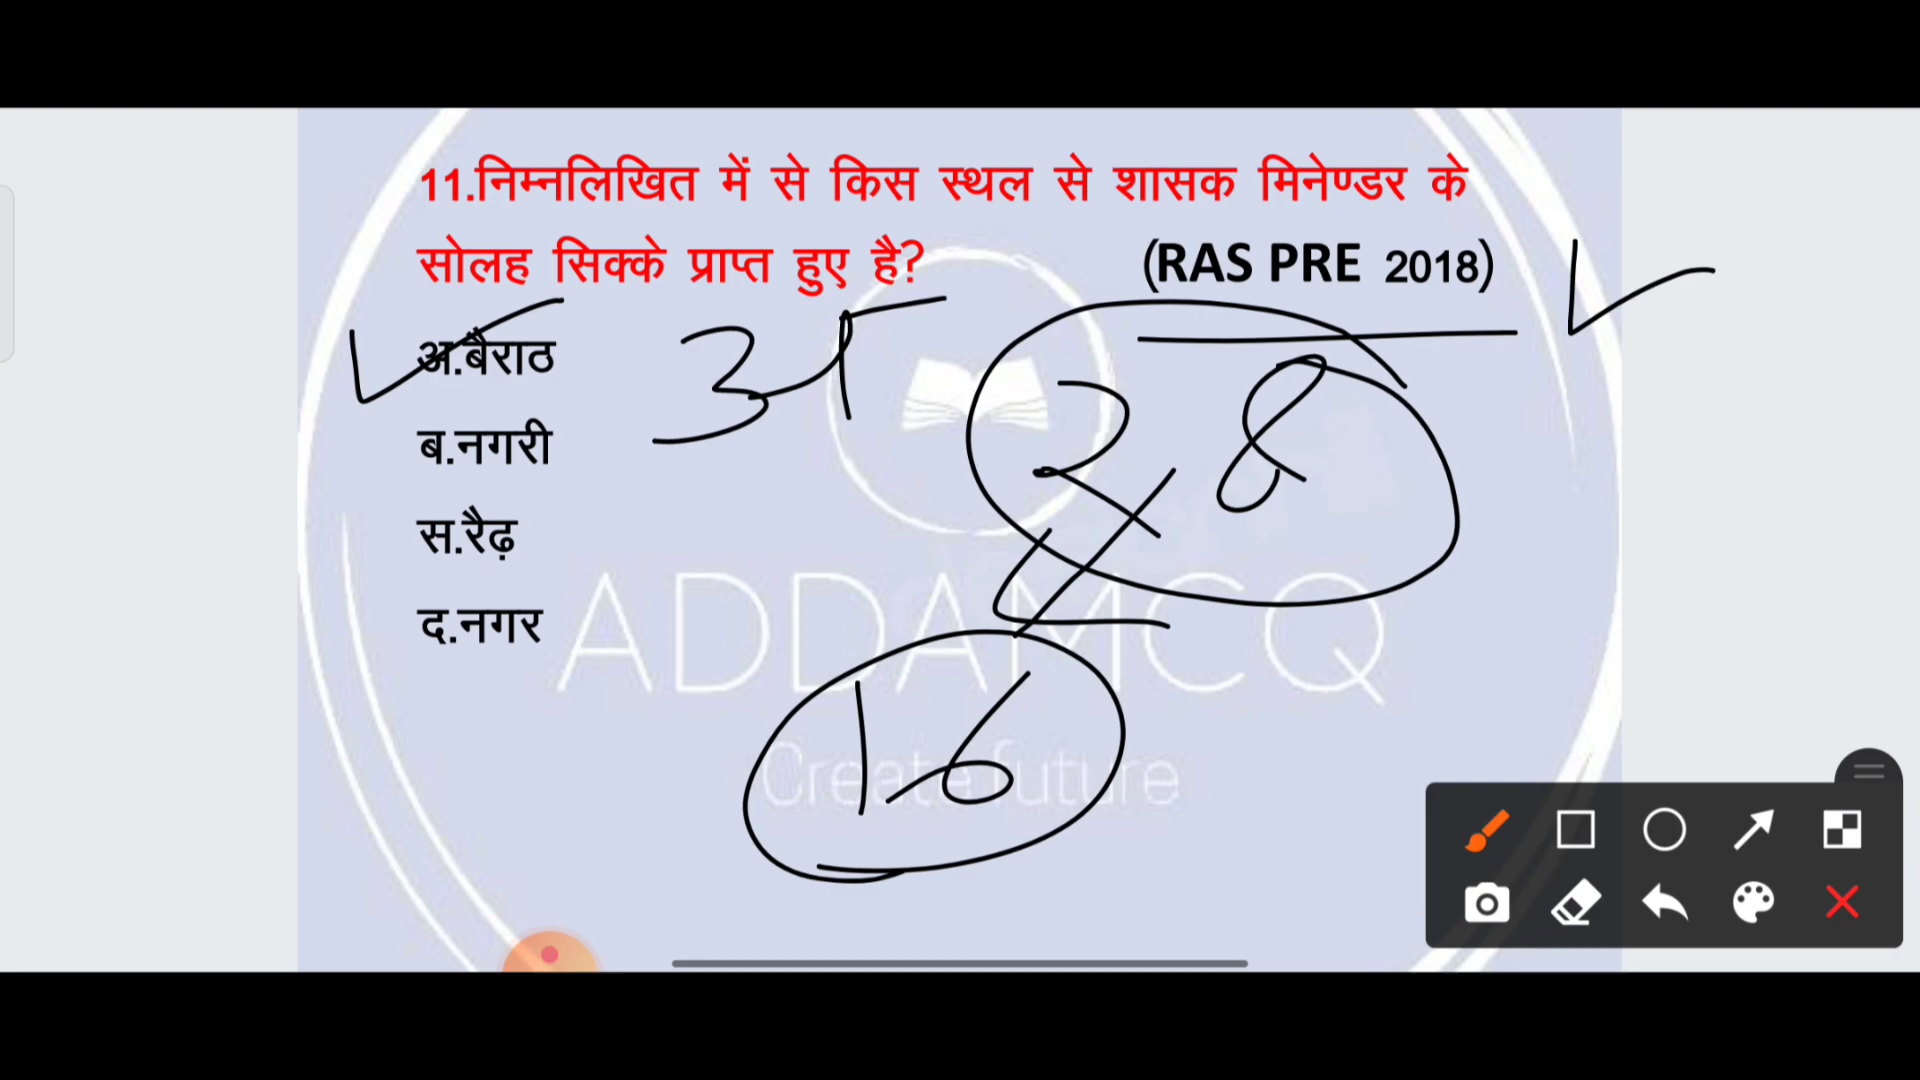 11.निम्नलिखित में से किस स्थल से शासक मिनेण्डर के
सोलह सिक्के प्राप्त हुए है? (RAS PRE 2018)
अ.बैराठ
ब.नगरी
स.रैढ़
द.नगर
अ
28
16
ADDAMCQ
Create future